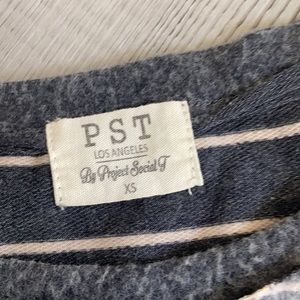 PST
LOS ANGELES
By Project Social T
XS